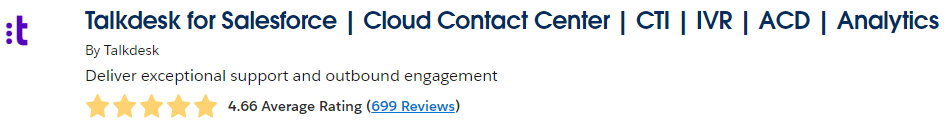 :t
Talkdesk for Salesforce | Cloud Contact Center | CTI | IVR | ACD | Analytics
By Talkdesk
Deliver exceptional support and outbound engagement
4.66 Average Rating (699 Reviews)